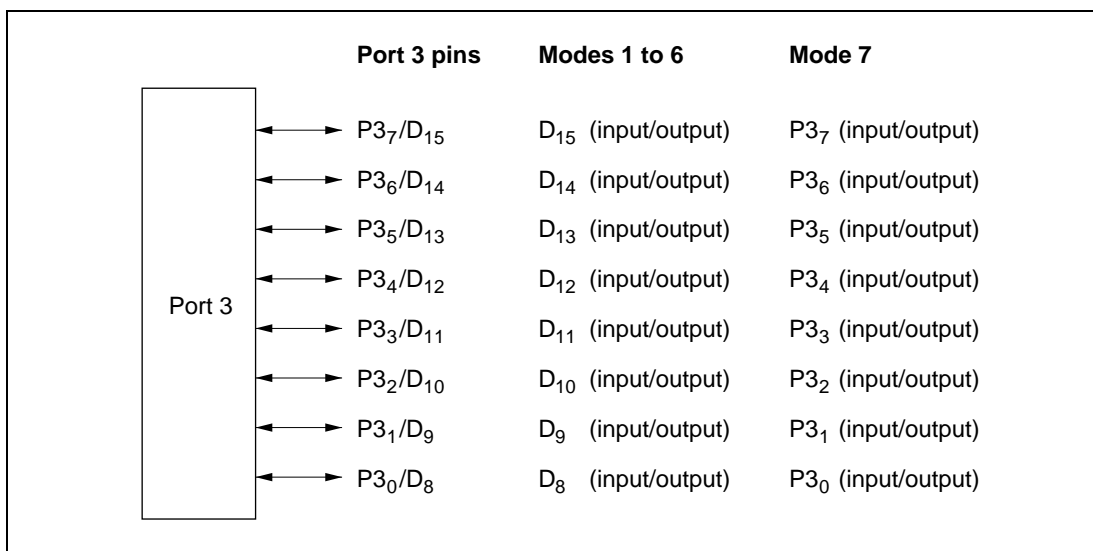 Port 3 pins Modes 1 to 6 Mode 7
P3₇/D₁₅ D₁₅ (input/output) P3₇ (input/output)
P3₆/D₁₄ D₁₄ (input/output) P3₆ (input/output)
P3₅/D₁₃ D₁₃ (input/output) P3₅ (input/output)
P3₄/D₁₂ D₁₂ (input/output) P3₄ (input/output)
Port 3
P3₃/D₁₁ D₁₁ (input/output) P3₃ (input/output)
P3₂/D₁₀ D₁₀ (input/output) P3₂ (input/output)
P3₁/D₉ D₉ (input/output) P3₁ (input/output)
P3₀/D₈ D₈ (input/output) P3₀ (input/output)